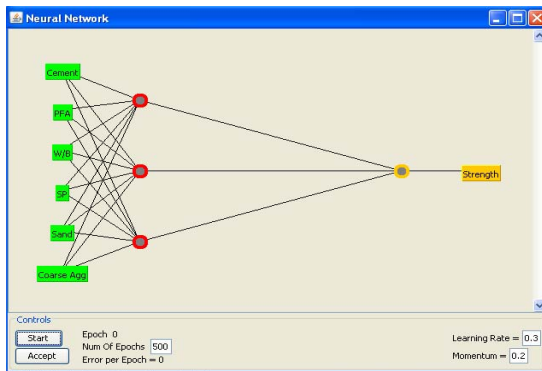 Neural Network
Cement
PFA
W/B
SP
Sand
Coarse Agg
Strength
Controls
Start
Accept
Epoch 0
Num Of Epochs 500
Error per Epoch = 0
Learning Rate = 0.3
Momentum = 0.2